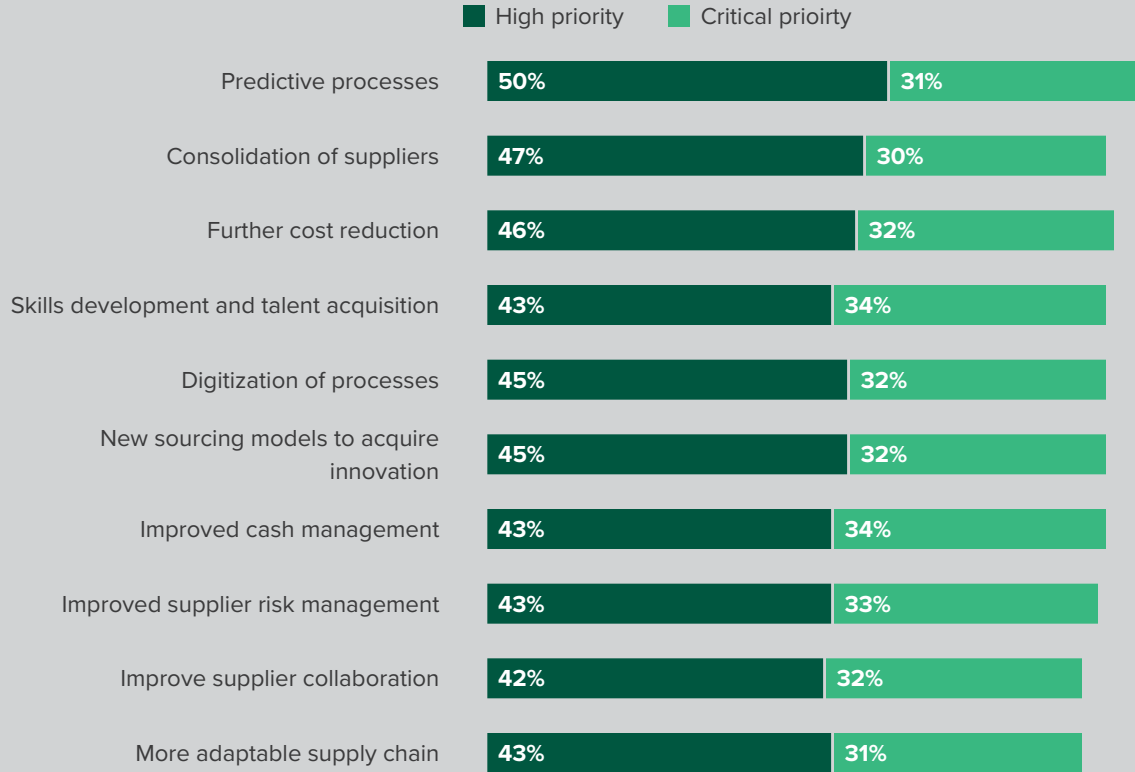 High priority Critical prioirty
Predictive processes 50% 31%
Consolidation of suppliers 47% 30%
Further cost reduction 46% 32%
Skills development and talent acquisition 43% 34%
Digitization of processes 45% 32%
New sourcing models to acquire
innovation 45% 32%
Improved cash management 43% 34%
Improved supplier risk management 43% 33%
Improve supplier collaboration 42% 32%
More adaptable supply chain 43% 31%